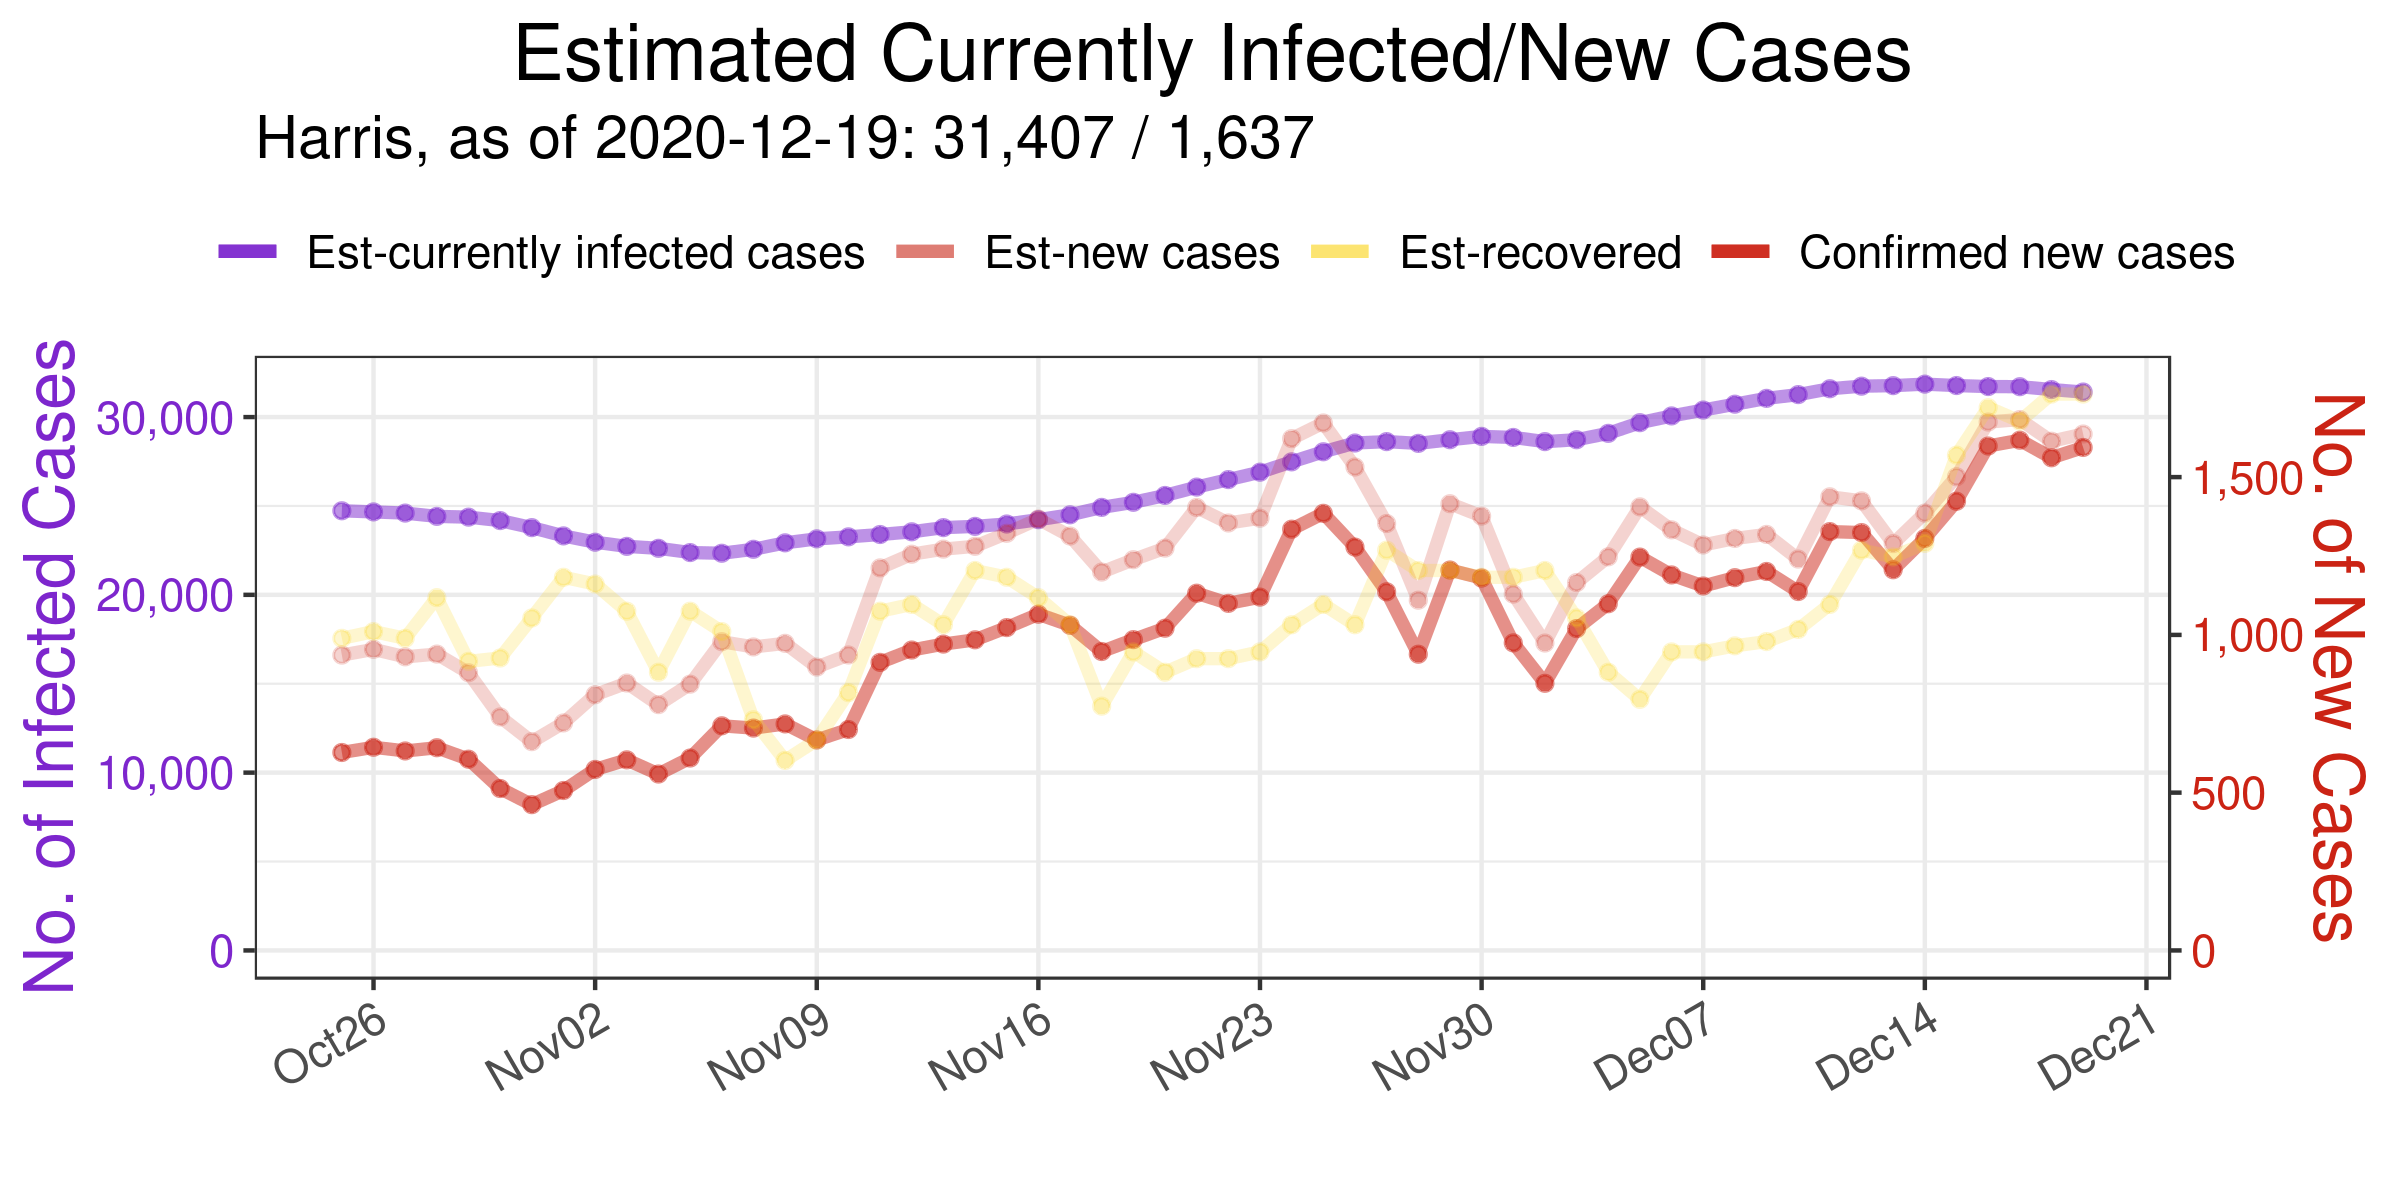 Estimated Currently Infected/New Cases
Harris, as of 2020-12-19: 31,407 / 1,637
Est-currently infected cases Est-new cases Est-recovered Confirmed new cases
No. of Infected Cases
30,000
20,000
10,000
0
1,500
1,000
500
0
No. of New Cases
Oct26 Nov02 Nov09 Nov16 Nov23 Nov30 Dec07 Dec14 Dec21